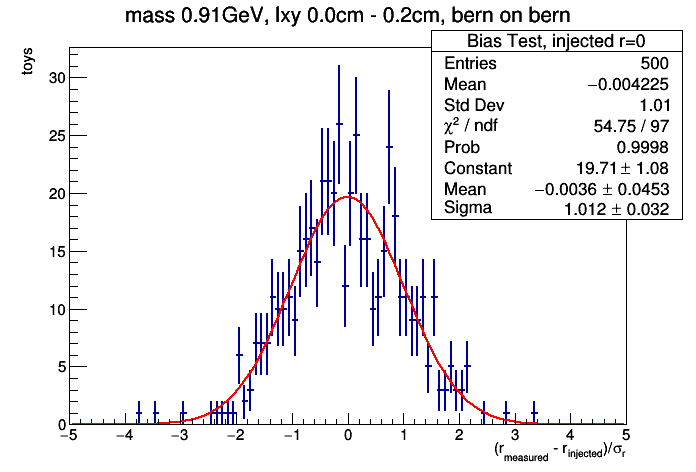 mass 0.91GeV, lxy 0.0cm - 0.2cm, bern on bern
Bias Test, injected r=0
Entries 500
Mean −0.004225
Std Dev 1.01
χ² / ndf 54.75 / 97
Prob 0.9998
Constant 19.71 ± 1.08
Mean −0.0036 ± 0.0453
Sigma 1.012 ± 0.032
toys
30
25
20
15
10
5
0
−5 −4 −3 −2 −1 0 1 2 3 4 5
(r_measured - r_injected)/σ_r